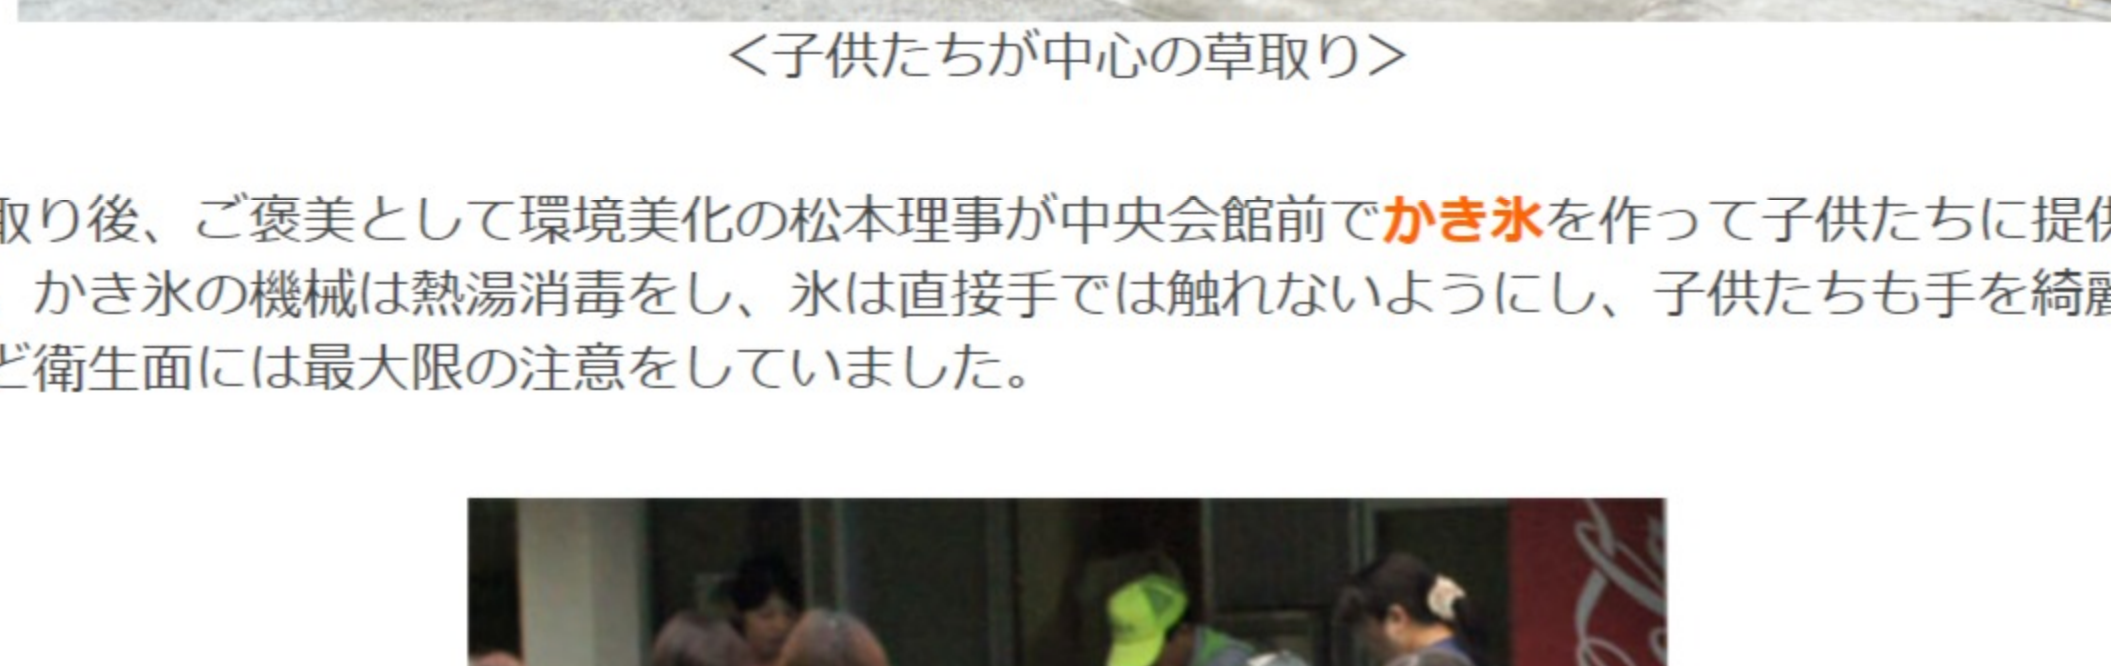 ＜子供たちが中心の草取り＞
取り後、ご褒美として環境美化の松本理事が中央会館前でかき氷を作って子供たちに提供
かき氷の機械は熱湯消毒をし、氷は直接手では触れないようにし、子供たちも手を綺麗
ど衛生面には最大限の注意をしていました。